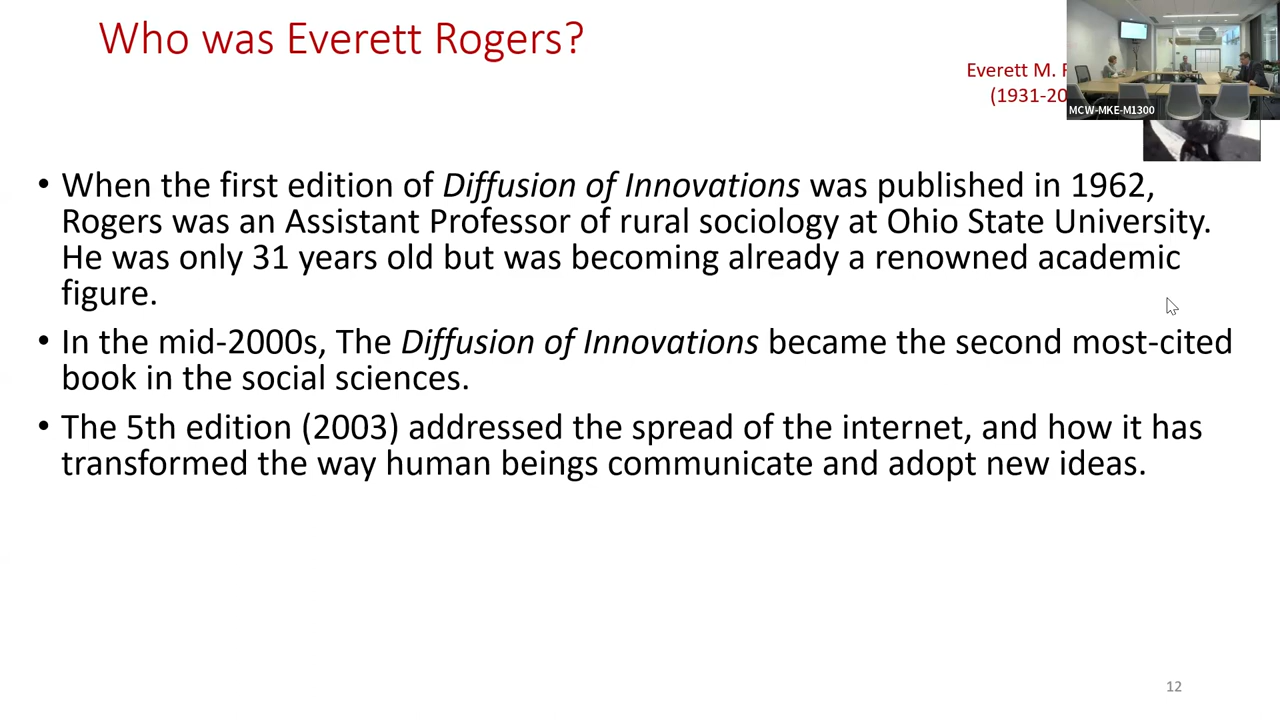 Who was Everett Rogers?
Everett M.
(1931-20
MCW-MKE-M1300
• When the first edition of Diffusion of Innovations was published in 1962,
Rogers was an Assistant Professor of rural sociology at Ohio State University.
He was only 31 years old but was becoming already a renowned academic
figure.
• In the mid-2000s, The Diffusion of Innovations became the second most-cited
book in the social sciences.
• The 5th edition (2003) addressed the spread of the internet, and how it has
transformed the way human beings communicate and adopt new ideas.
12